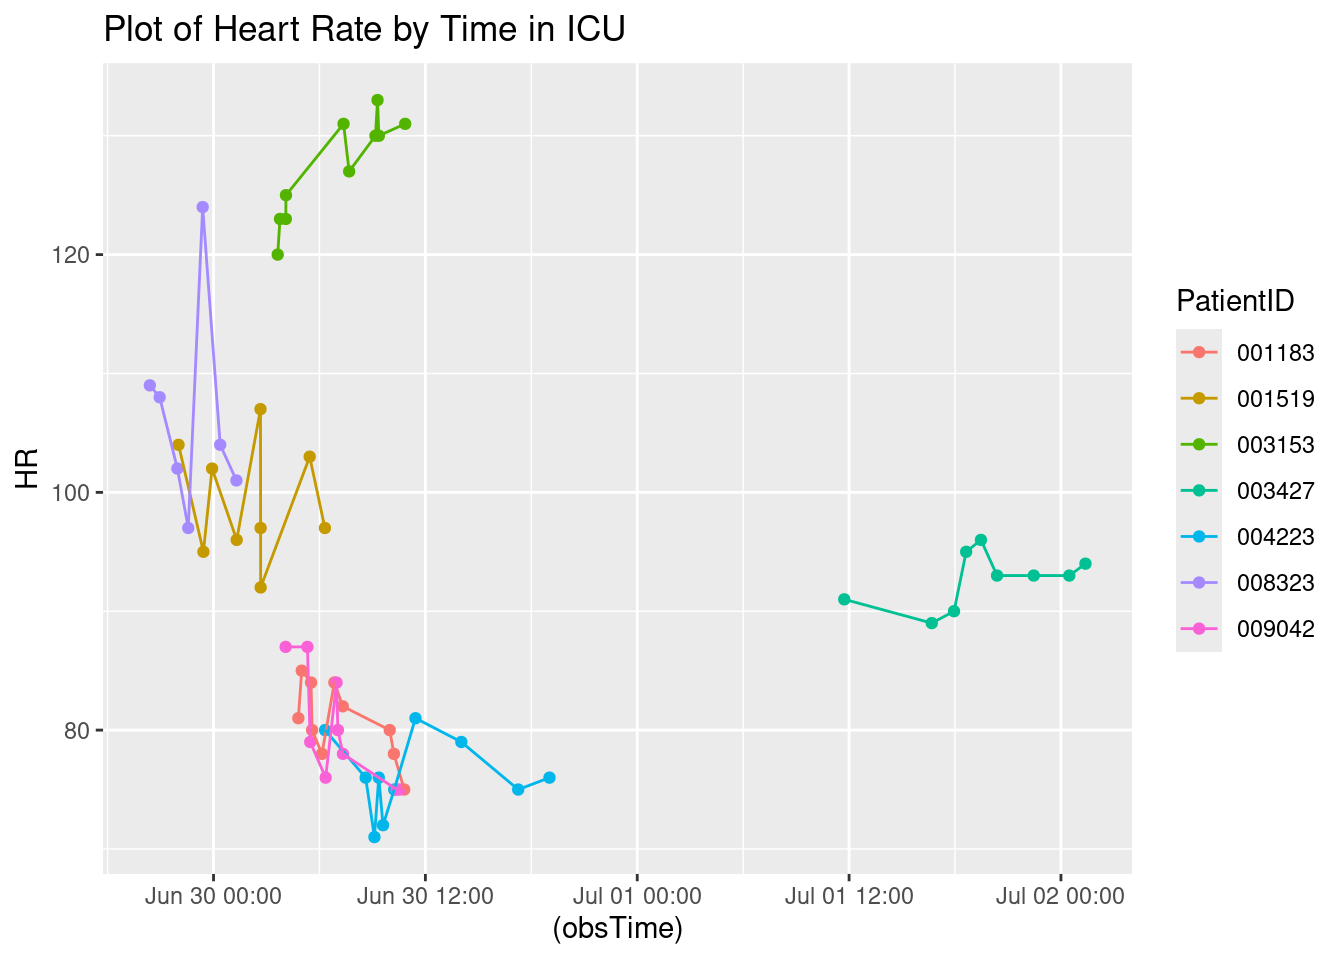 Plot of Heart Rate by Time in ICU
HR
120
100
80
Jun 30 00:00
Jun 30 12:00
Jul 01 00:00
Jul 01 12:00
Jul 02 00:00
(obsTime)
PatientID
001183
001519
003153
003427
004223
008323
009042